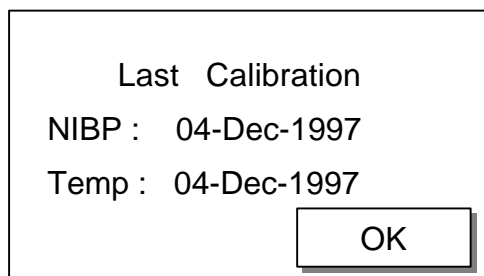 Last Calibration
NIBP : 04-Dec-1997
Temp : 04-Dec-1997
OK